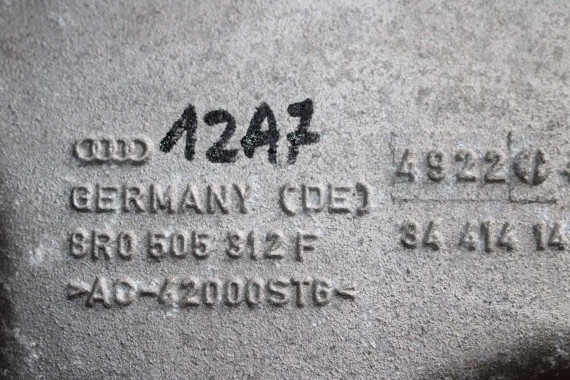 12A7
4922
GERMANY (DE)
8R0 505 312 F
34 414 14
>AC-42000ST6<